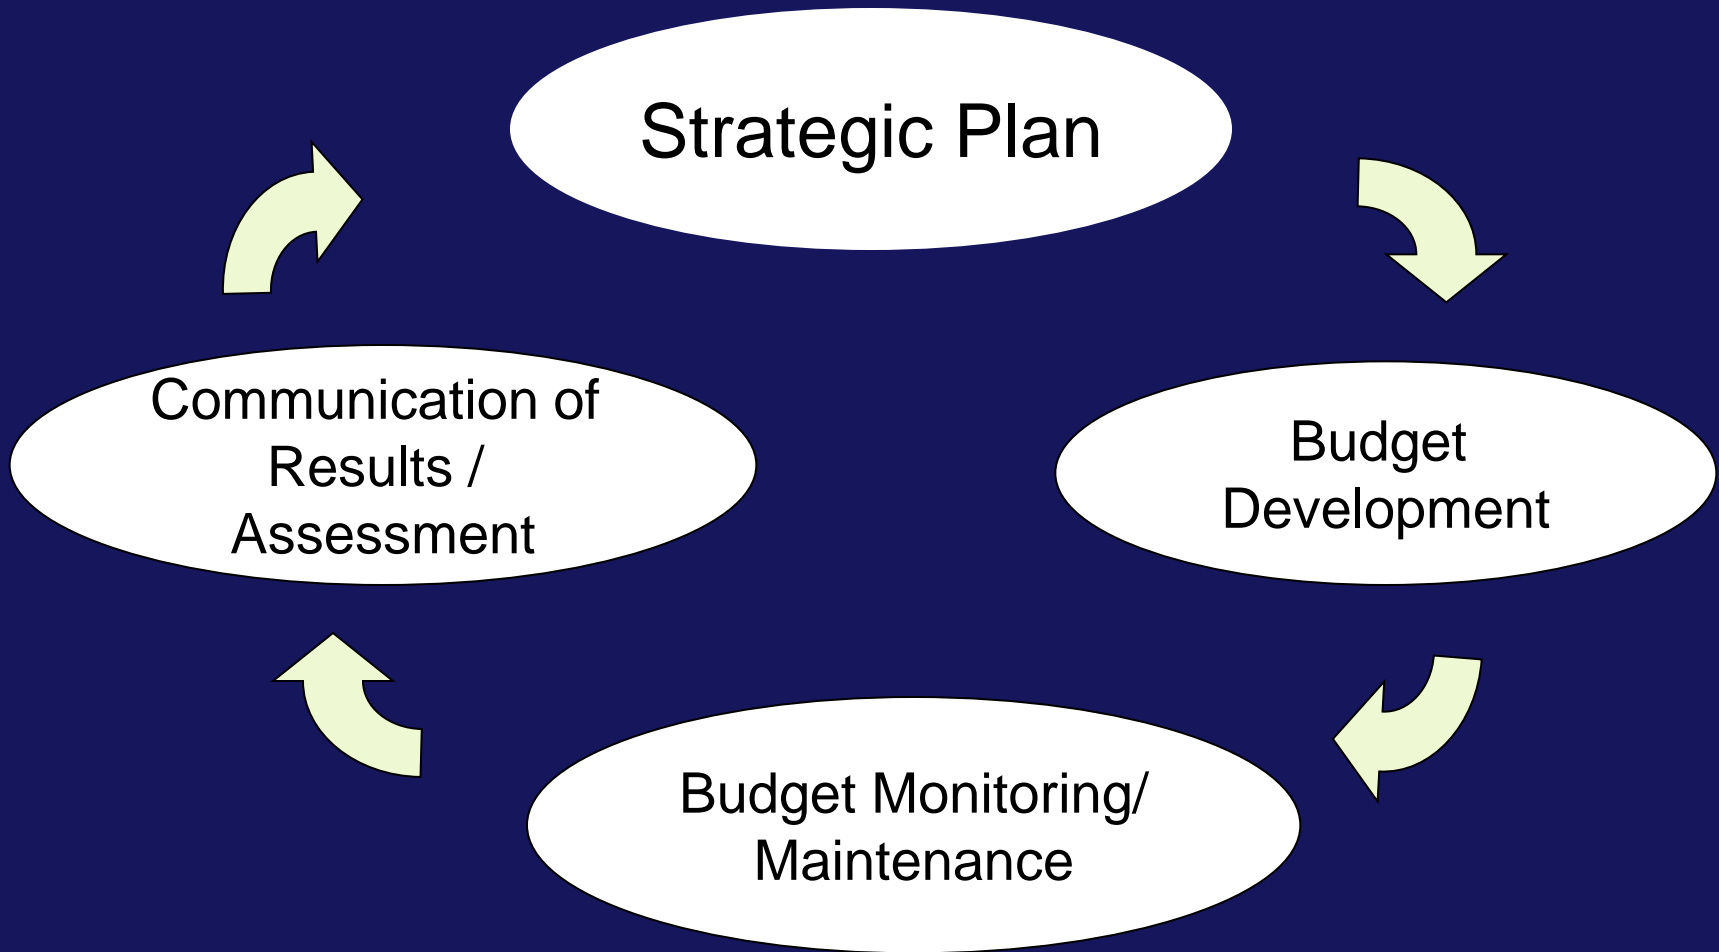 Strategic Plan
Communication of
Results /
Assessment
Budget
Development
Budget Monitoring/
Maintenance